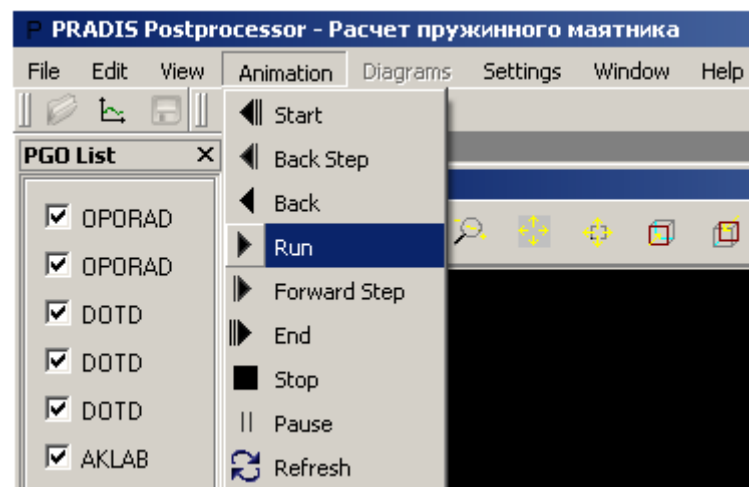 P PRADIS Postprocessor - Расчет пружинного маятника
File Edit View Animation Diagrams Settings Window Help
PGO List X
OPORAD
OPORAD
DOTD
DOTD
DOTD
AKLAB
Start
Back Step
Back
Run
Forward Step
End
Stop
Pause
Refresh